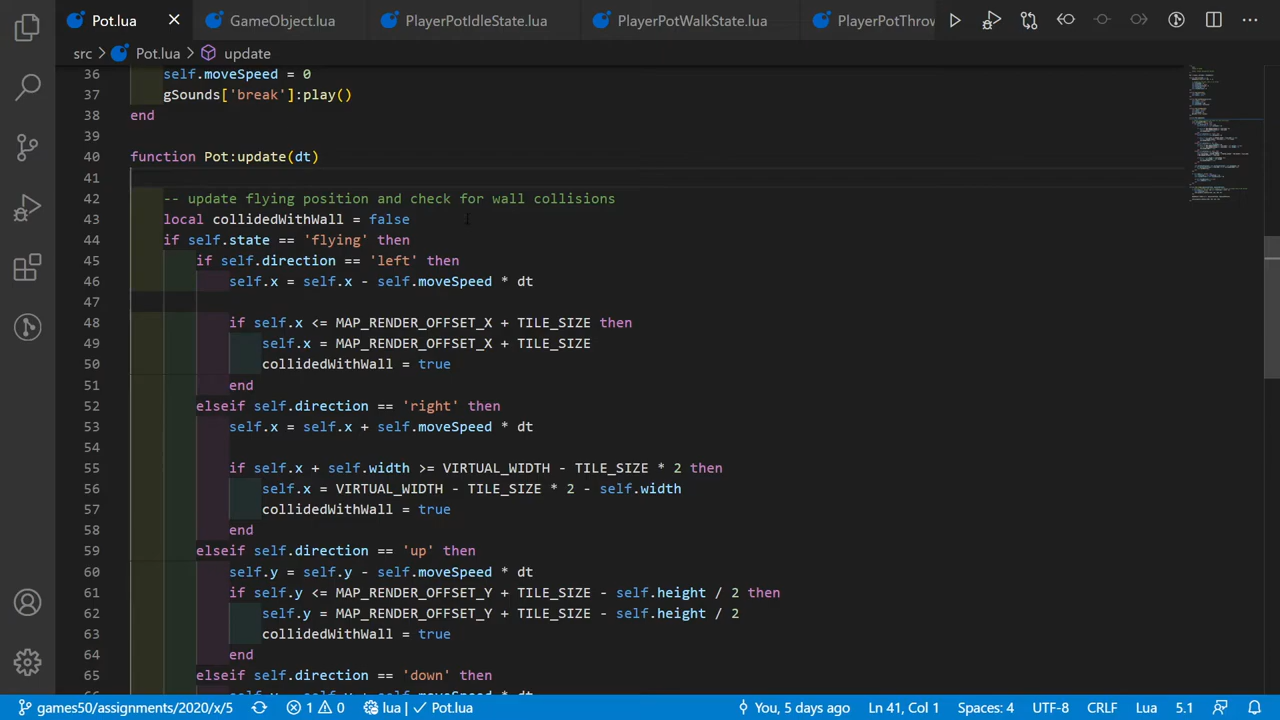 Pot.lua GameObject.lua PlayerPotIdleState.lua PlayerPotWalkState.lua PlayerPotThrow
src Pot.lua update
36 self.moveSpeed = 0
37 gSounds['break']:play()
38 end
39
40 function Pot:update(dt)
41
42 -- update flying position and check for wall collisions
43 local collidedWithWall = false
44 if self.state == 'flying' then
45 if self.direction == 'left' then
46 self.x = self.x - self.moveSpeed * dt
47
48 if self.x <= MAP_RENDER_OFFSET_X + TILE_SIZE then
49 self.x = MAP_RENDER_OFFSET_X + TILE_SIZE
50 collidedWithWall = true
51 end
52 elseif self.direction == 'right' then
53 self.x = self.x + self.moveSpeed * dt
54
55 if self.x + self.width >= VIRTUAL_WIDTH - TILE_SIZE * 2 then
56 self.x = VIRTUAL_WIDTH - TILE_SIZE * 2 - self.width
57 collidedWithWall = true
58 end
59 elseif self.direction == 'up' then
60 self.y = self.y - self.moveSpeed * dt
61 if self.y <= MAP_RENDER_OFFSET_Y + TILE_SIZE - self.height / 2 then
62 self.y = MAP_RENDER_OFFSET_Y + TILE_SIZE - self.height / 2
63 collidedWithWall = true
64 end
65 elseif self.direction == 'down' then
66 self.y = self.y + self.moveSpeed * dt
games50/assignments/2020/x/5 1 0 lua | Pot.lua You, 5 days ago Ln 41, Col 1 Spaces: 4 UTF-8 CRLF Lua 5.1